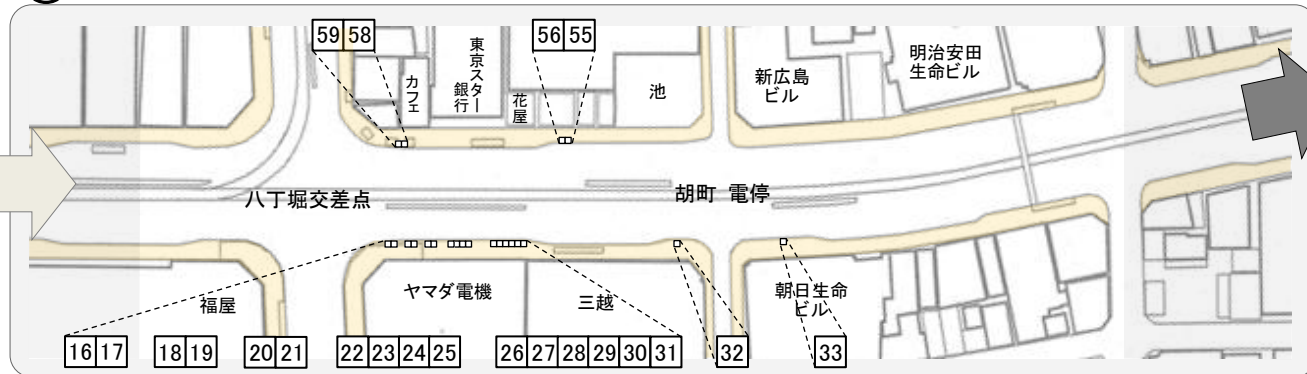 59 58
56 55
カフェ
東京スター
銀行
花屋
池
新広島
ビル
明治安田
生命ビル
八丁堀交差点
胡町 電停
福屋
ヤマダ電機
三越
朝日生命
ビル
16 17
18 19
20 21
22 23 24 25
26 27 28 29 30 31
32
33